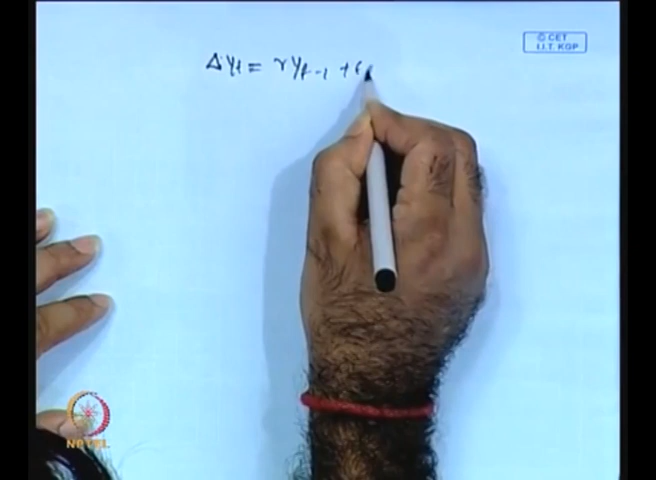 © CET
I.I.T. KGP
Δyt = γyt-1 + ϵ
NPTEL